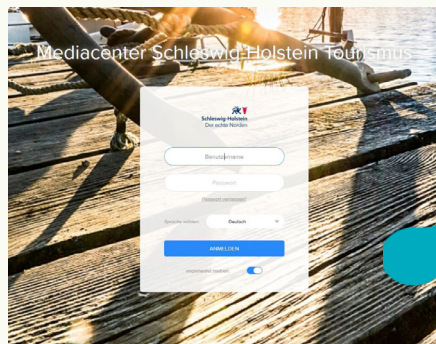 Mediacenter Schleswig-Holstein Tourismus
Schleswig-Holstein
Der echte Norden
Benutzername
Passwort
Passwort vergessen?
Sprache wählen: Deutsch
ANMELDEN
angemeldet bleiben